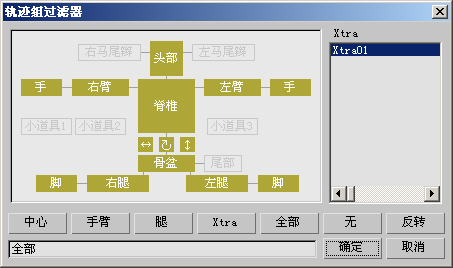 轨迹组过滤器
右马尾辫
头部
左马尾辫
手
右臂
左臂
手
脊椎
小道具1
小道具2
小道具3
骨盆
尾部
脚
右腿
左腿
脚
Xtra
Xtra01
中心
手臂
腿
Xtra
全部
无
反转
全部
确定
取消